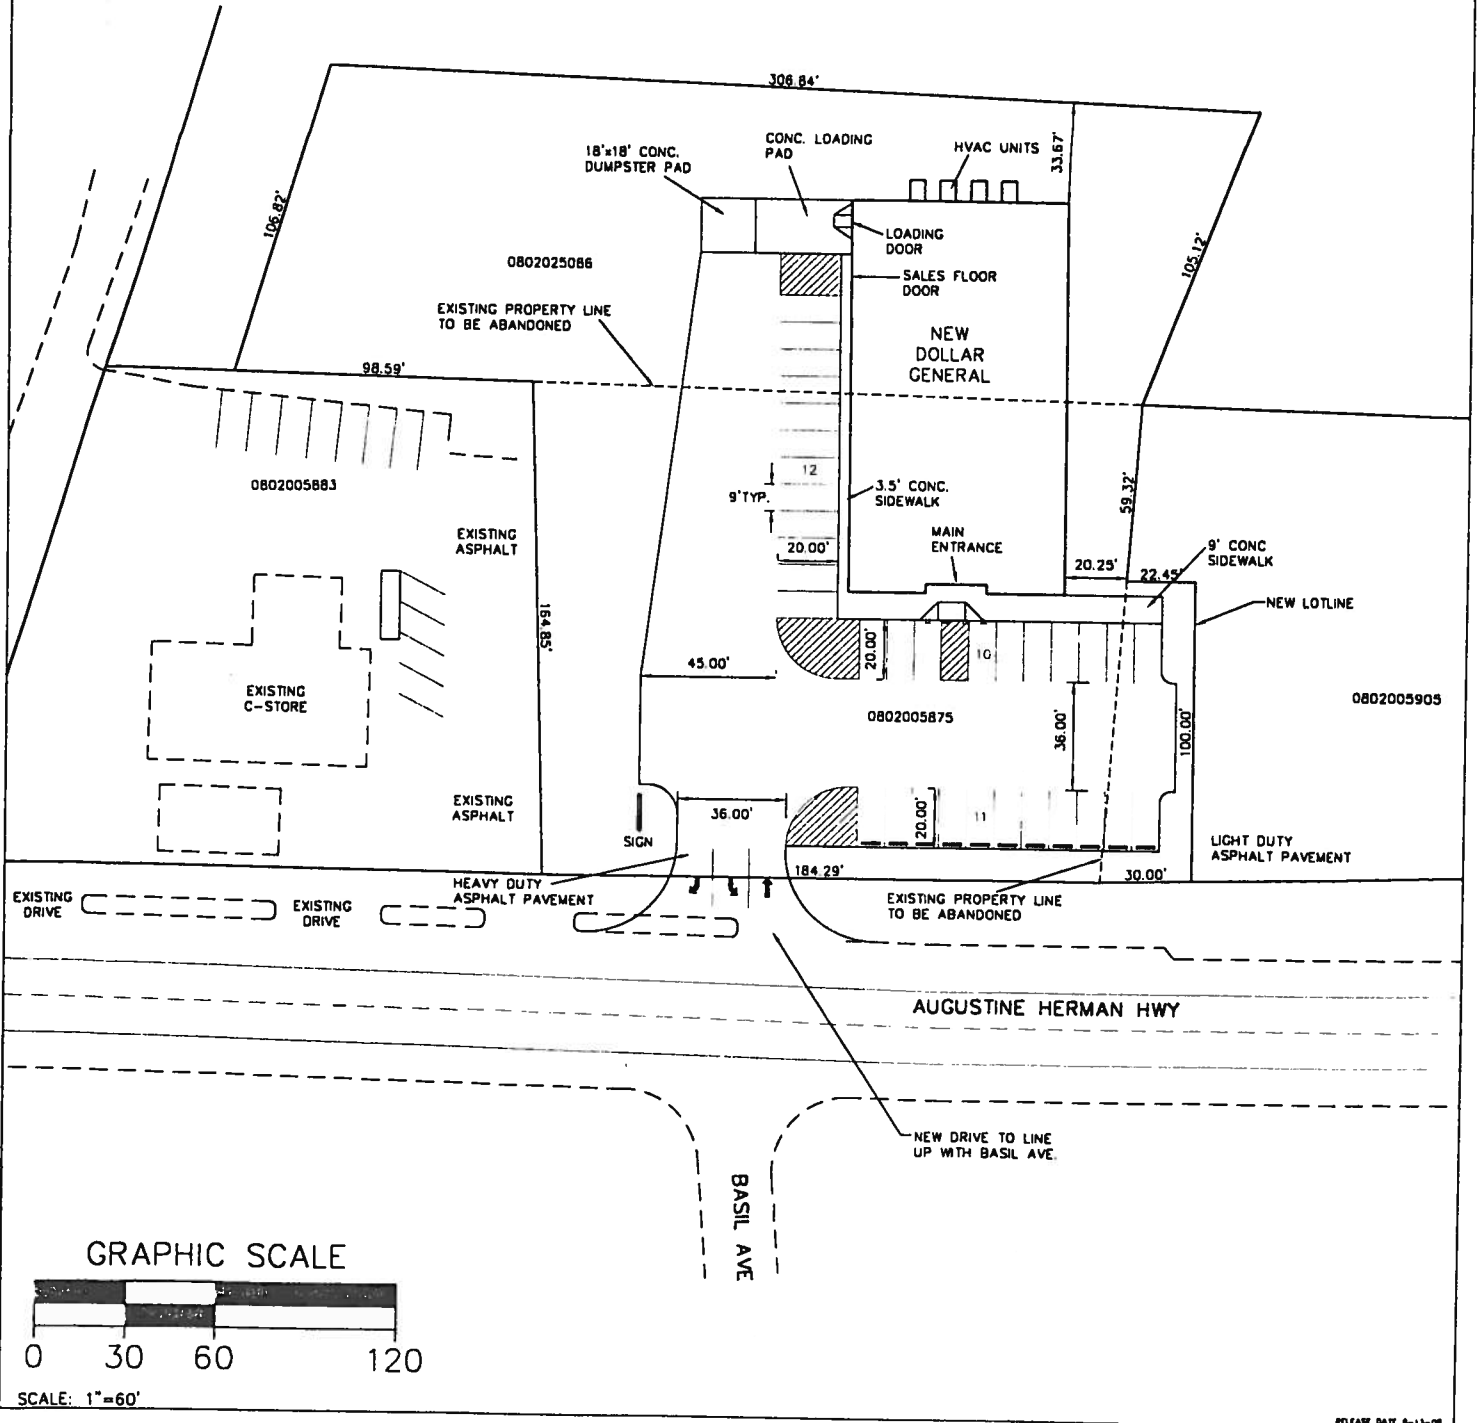 306.84'
18'x18' CONC.
DUMPSTER PAD
CONC. LOADING
PAD
HVAC UNITS
33.67'
106.82'
LOADING
DOOR
105.12'
0802025086
SALES FLOOR
DOOR
EXISTING PROPERTY LINE
TO BE ABANDONED
NEW
DOLLAR
GENERAL
98.59'
12
0802005883
9'TYP.
3.5' CONC.
SIDEWALK
59.32'
EXISTING
ASPHALT
MAIN
ENTRANCE
20.00'
9' CONC
SIDEWALK
20.25'
22.45'
NEW LOTLINE
164.85'
20.00'
10
45.00'
EXISTING
C-STORE
0802005875
36.00'
100.00'
0802005905
EXISTING
ASPHALT
36.00'
20.00'
11
SIGN
LIGHT DUTY
ASPHALT PAVEMENT
184.29'
30.00'
HEAVY DUTY
ASPHALT PAVEMENT
EXISTING
DRIVE
EXISTING
DRIVE
EXISTING PROPERTY LINE
TO BE ABANDONED
AUGUSTINE HERMAN HWY
NEW DRIVE TO LINE
UP WITH BASIL AVE.
BASIL AVE
GRAPHIC SCALE
0 30 60 120
SCALE: 1"=60'
RELEASE DATE